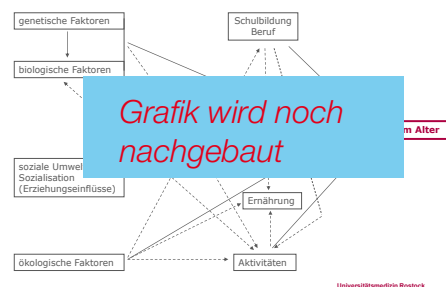 genetische Faktoren
Schulbildung
Beruf
biologische Faktoren
Grafik wird noch
nachgebaut
m Alter
soziale Umwel
Sozialisation
(Erziehungseinflüsse)
Ernährung
ökologische Faktoren
Aktivitäten
Universitätsmedizin Rostock